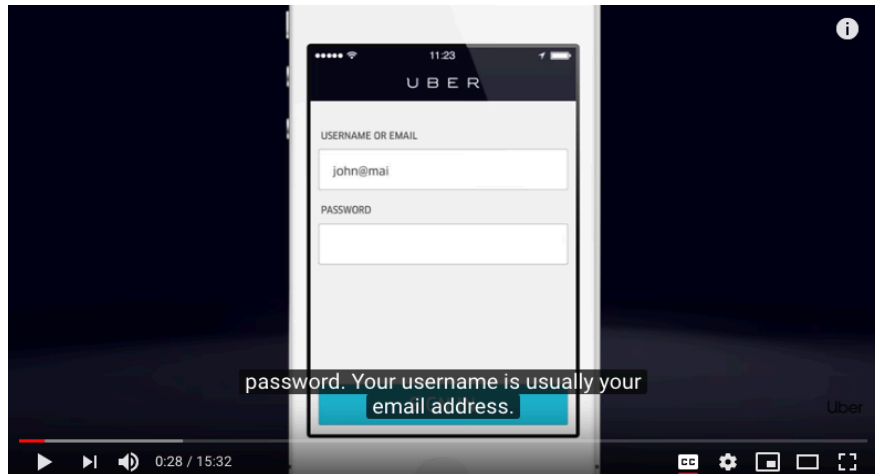 11:23
UBER
USERNAME OR EMAIL
john@mai
PASSWORD
password. Your username is usually your
email address.
Uber
0:28 / 15:32
CC